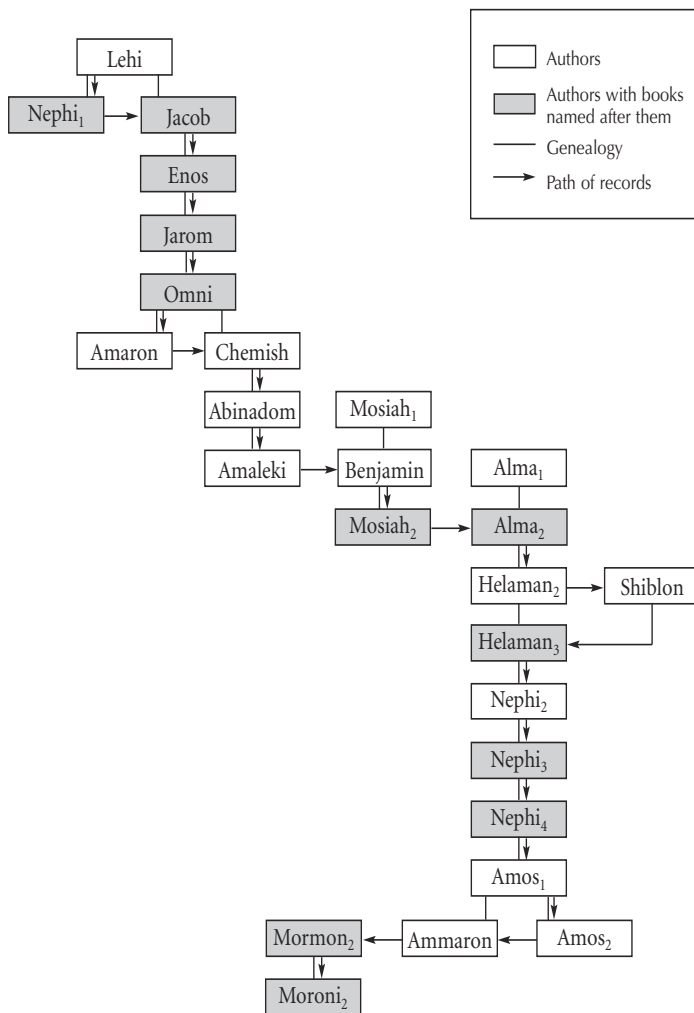 Lehi
Authors
Nephi₁
Jacob
Authors with books
named after them
Genealogy
Enos
Path of records
Jarom
Omni
Amaron
Chemish
Abinadom
Mosiah₁
Amaleki
Benjamin
Alma₁
Mosiah₂
Alma₂
Helaman₂
Shiblon
Helaman₃
Nephi₂
Nephi₃
Nephi₄
Amos₁
Mormon₂
Ammaron
Amos₂
Moroni₂